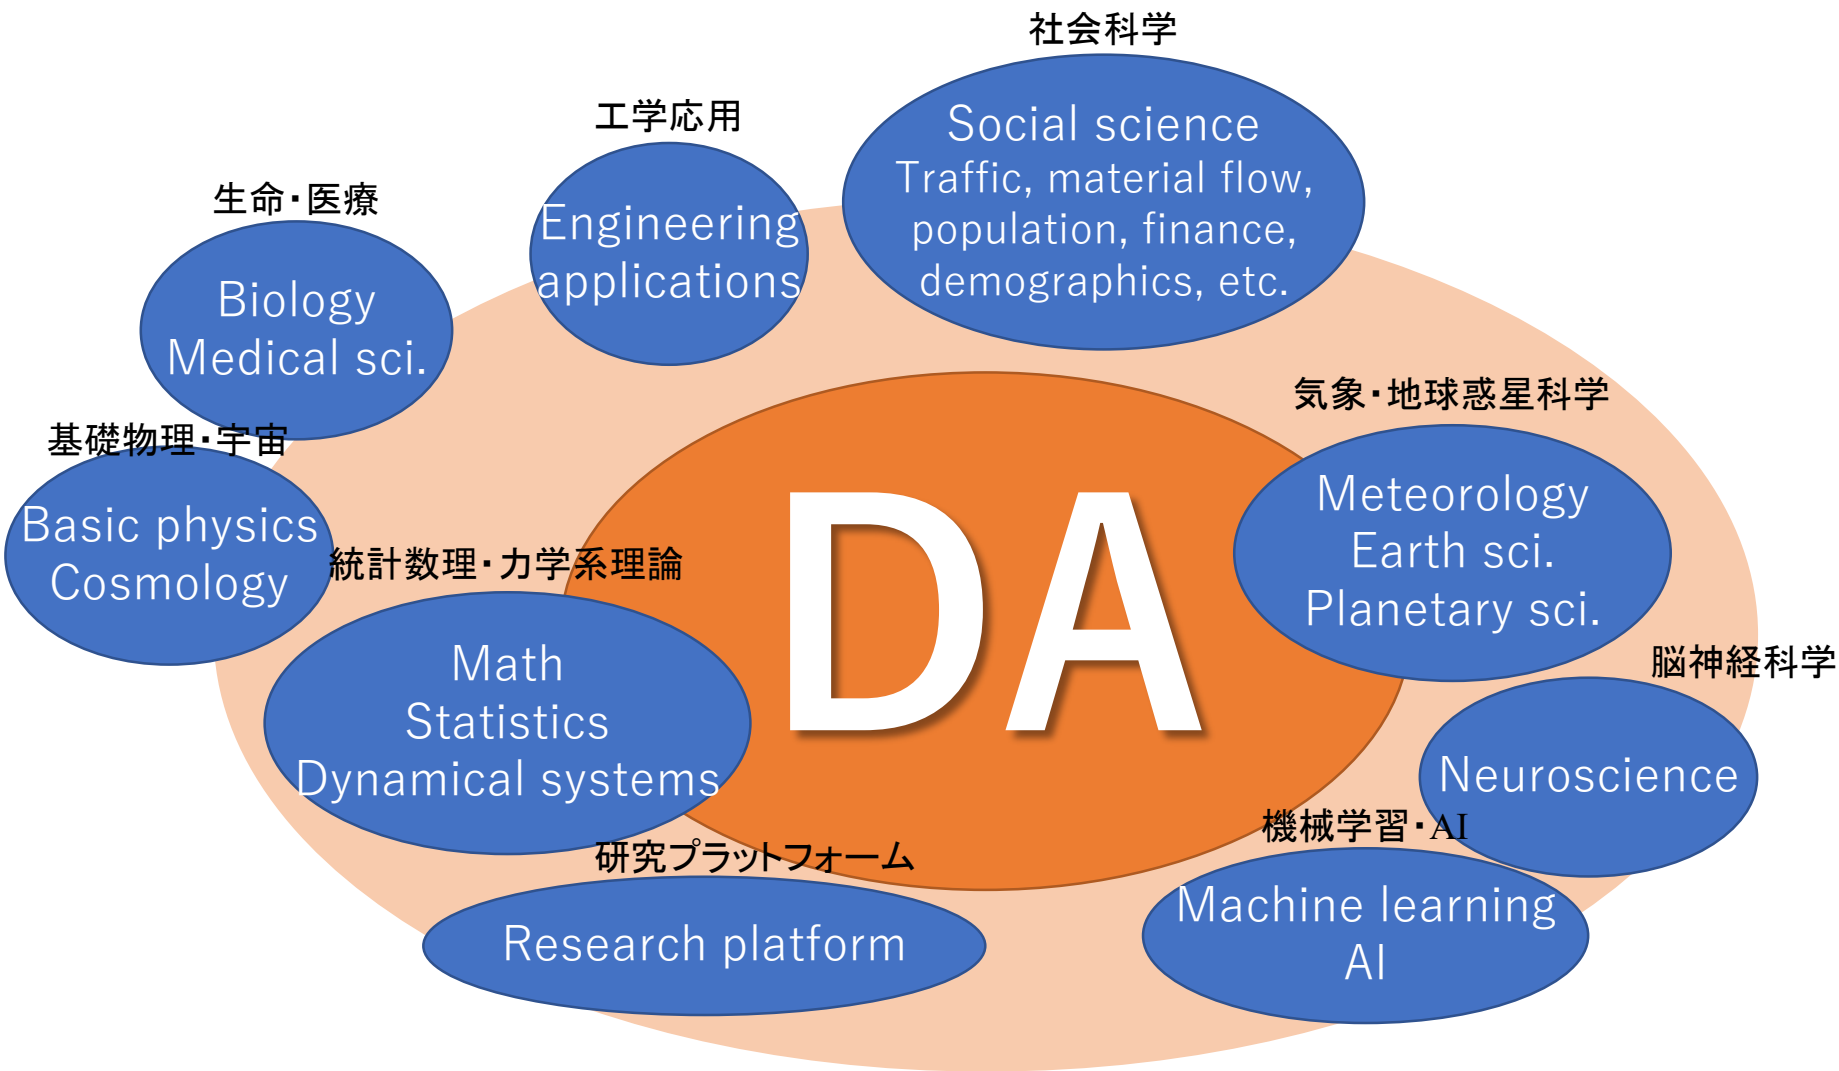 社会科学
Social science
Traffic, material flow,
population, finance,
demographics, etc.
工学応用
Engineering
applications
生命・医療
Biology
Medical sci.
基礎物理・宇宙
Basic physics
Cosmology
統計数理・力学系理論
Math
Statistics
Dynamical systems
DA
気象・地球惑星科学
Meteorology
Earth sci.
Planetary sci.
脳神経科学
Neuroscience
機械学習・AI
Machine learning
AI
研究プラットフォーム
Research platform